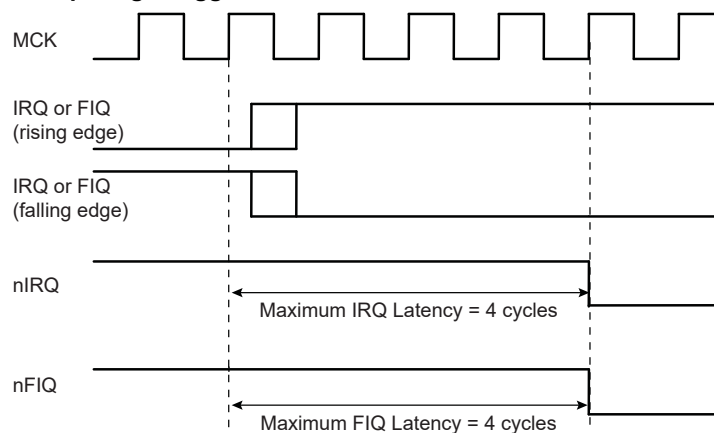 MCK
IRQ or FIQ
(rising edge)
IRQ or FIQ
(falling edge)
nIRQ
Maximum IRQ Latency = 4 cycles
nFIQ
Maximum FIQ Latency = 4 cycles